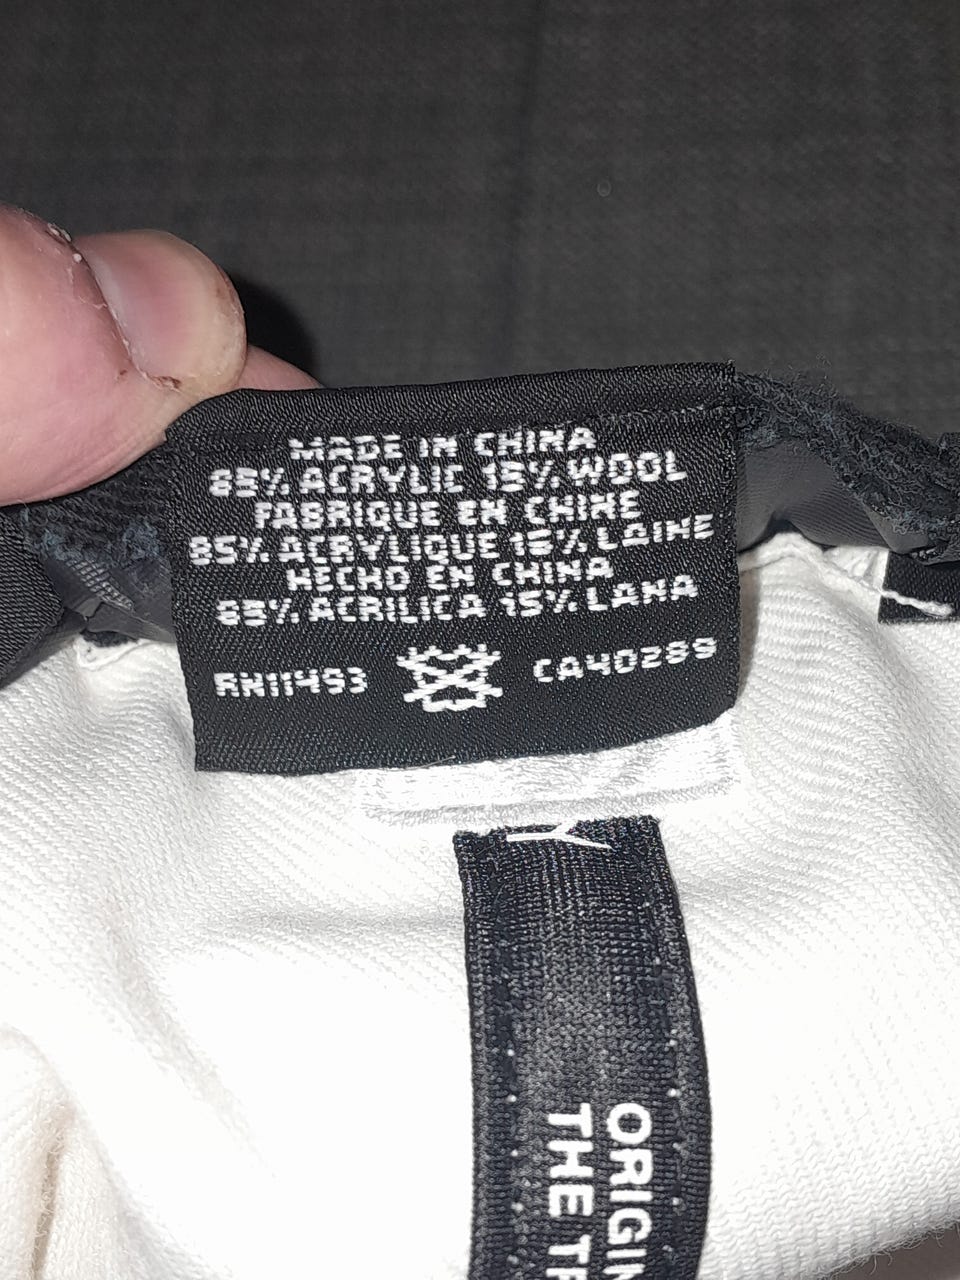 MADE IN CHINA
85% ACRYLIC 15% WOOL
FABRIQUE EN CHINE
85% ACRYLIQUE 15% LAINE
HECHO EN CHINA
85% ACRILICA 15% LANA
RN11493 CA40289
ORIGIN
THE TR